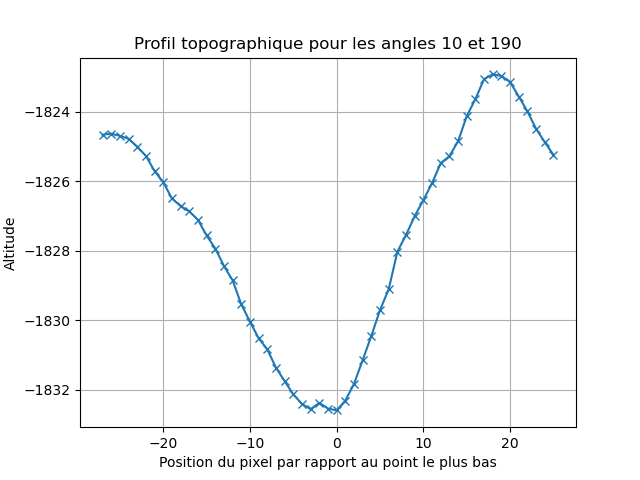 Profil topographique pour les angles 10 et 190
Altitude
−1824
−1826
−1828
−1830
−1832
−20 −10 0 10 20
Position du pixel par rapport au point le plus bas